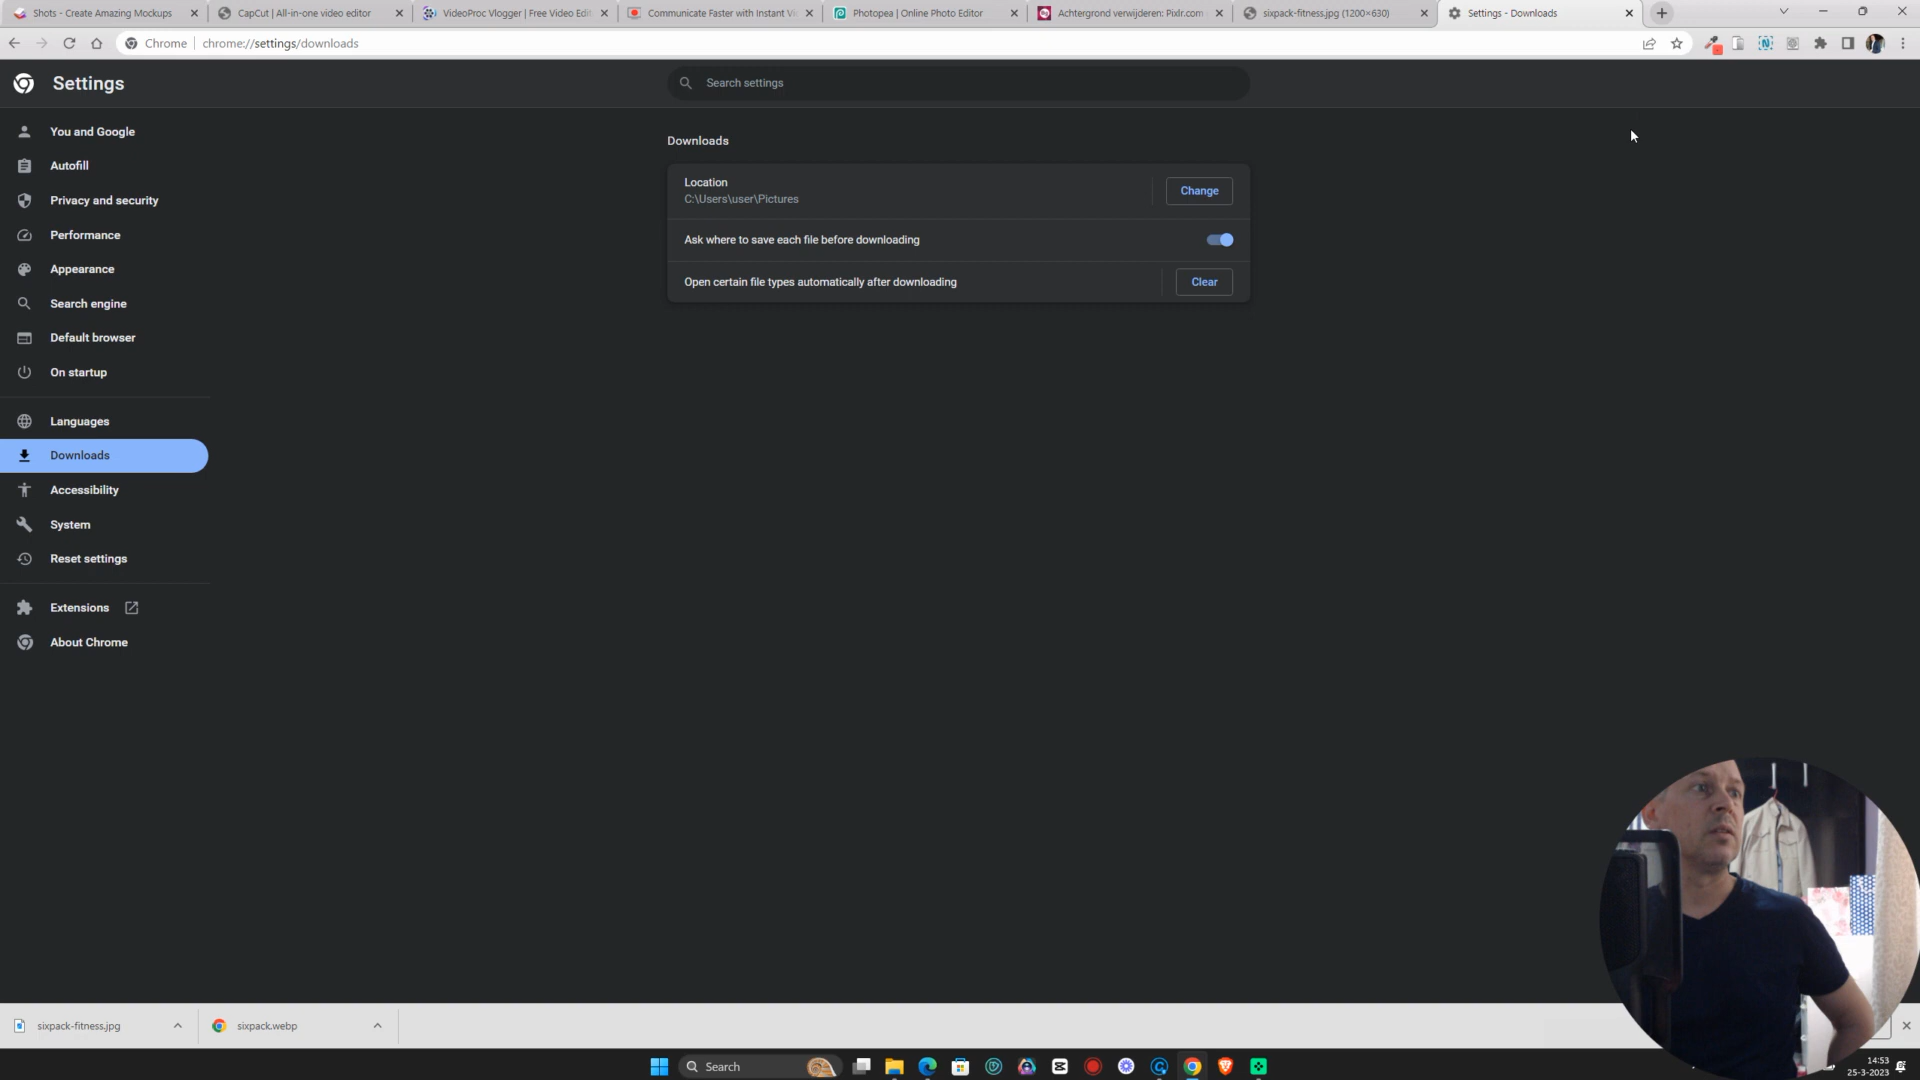 Shots - Create Amazing Mockups
CapCut | All-in-one video editor
VideoProc Vlogger | Free Video Edi
Communicate Faster with Instant Vi
Photopea | Online Photo Editor
Achtergrond verwijderen: Pixlr.com
sixpack-fitness.jpg (1200×630)
Settings - Downloads
Chrome
chrome://settings/downloads
Settings
Search settings
You and Google
Autofill
Privacy and security
Performance
Appearance
Search engine
Default browser
On startup
Languages
Downloads
Accessibility
System
Reset settings
Extensions
About Chrome
Downloads
Location
C:\Users\user\Pictures
Change
Ask where to save each file before downloading
Open certain file types automatically after downloading
Clear
sixpack-fitness.jpg
sixpack.webp
Search
14:53
25-3-2023